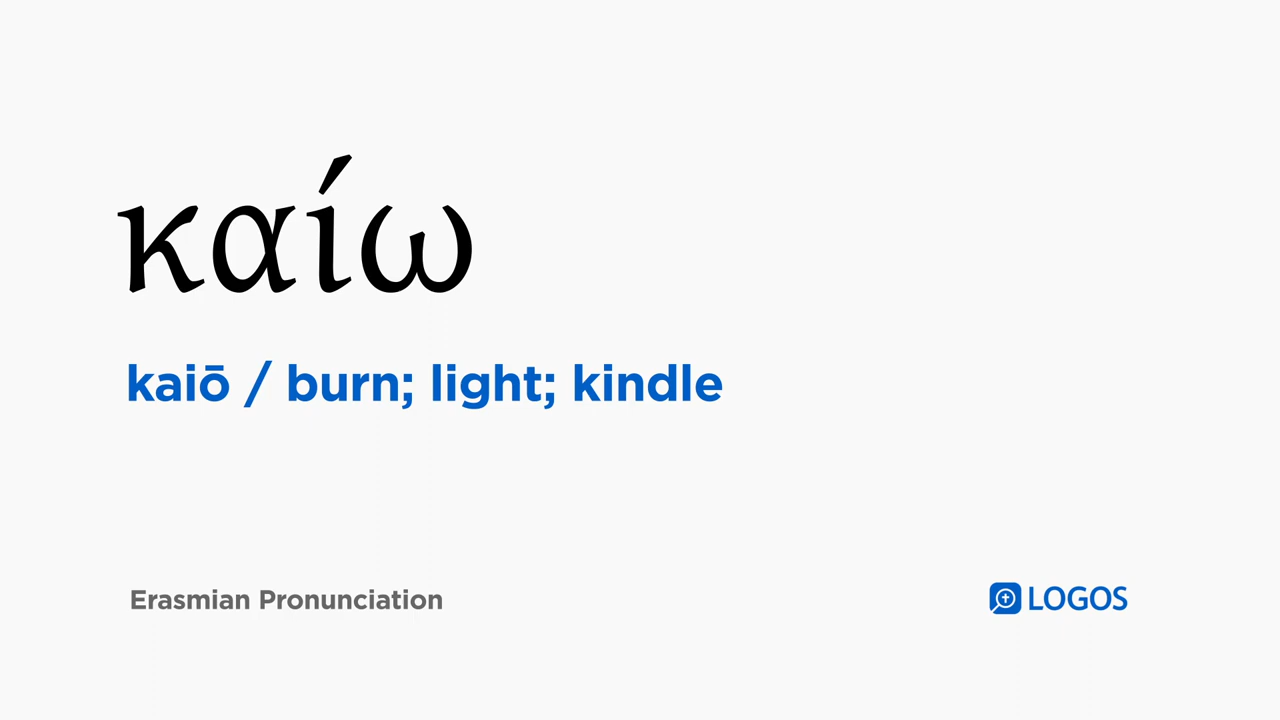 καίω
kaiō / burn; light; kindle
Erasmian Pronunciation
LOGOS